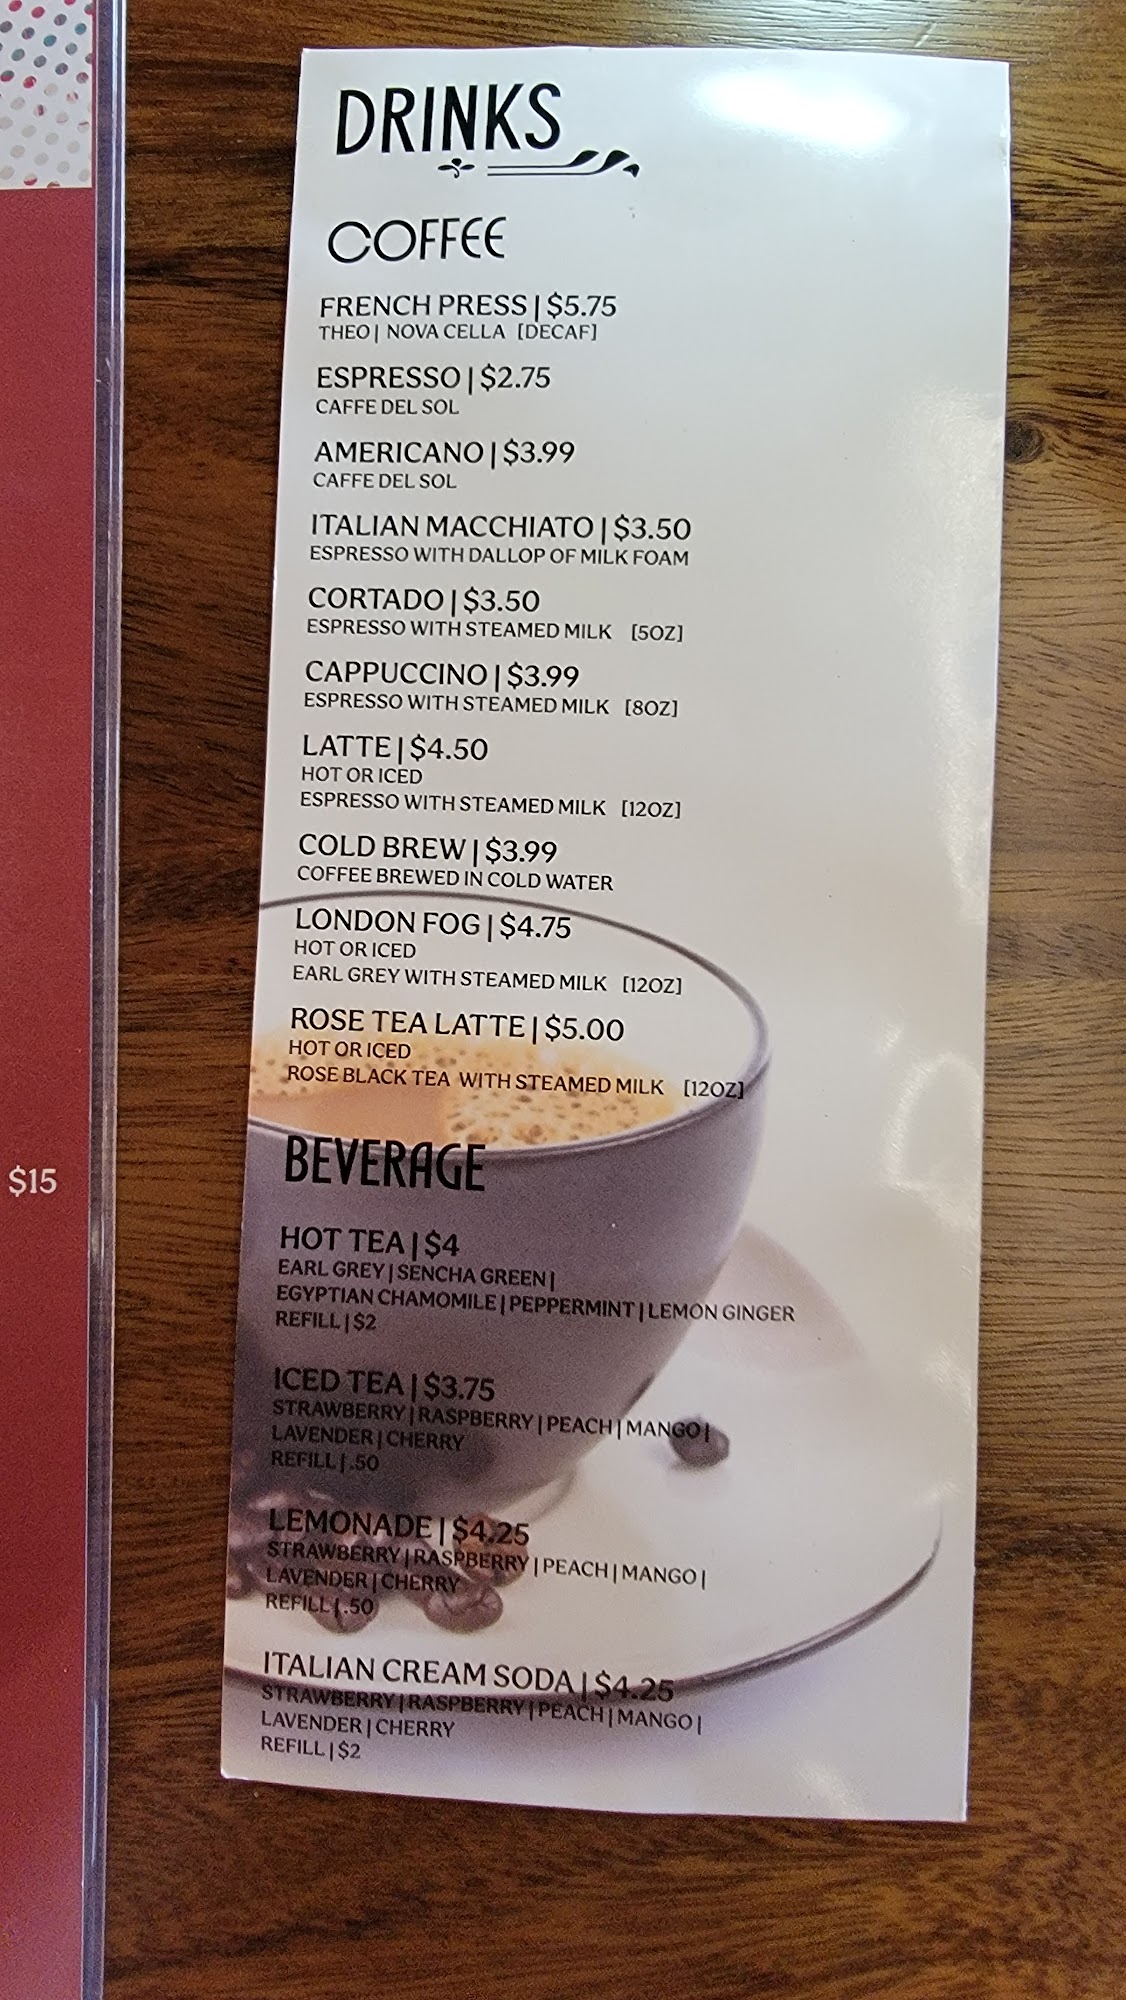 DRINKS
COFFEE
FRENCH PRESS | $5.75
THEO | NOVA CELLA [DECAF]
ESPRESSO | $2.75
CAFFE DEL SOL
AMERICANO | $3.99
CAFFE DEL SOL
ITALIAN MACCHIATO | $3.50
ESPRESSO WITH DALLOP OF MILK FOAM
CORTADO | $3.50
ESPRESSO WITH STEAMED MILK [5OZ]
CAPPUCCINO | $3.99
ESPRESSO WITH STEAMED MILK [8OZ]
LATTE | $4.50
HOT OR ICED
ESPRESSO WITH STEAMED MILK [12OZ]
COLD BREW | $3.99
COFFEE BREWED IN COLD WATER
LONDON FOG | $4.75
HOT OR ICED
EARL GREY WITH STEAMED MILK [12OZ]
ROSE TEA LATTE | $5.00
HOT OR ICED
ROSE BLACK TEA WITH STEAMED MILK [12OZ]
BEVERAGE
HOT TEA | $4
EARL GREY | SENCHA GREEN |
EGYPTIAN CHAMOMILE | PEPPERMINT | LEMON GINGER
REFILL | $2
ICED TEA | $3.75
STRAWBERRY | RASPBERRY | PEACH | MANGO |
LAVENDER | CHERRY
REFILL | .50
LEMONADE | $4.25
STRAWBERRY | RASPBERRY | PEACH | MANGO |
LAVENDER | CHERRY
REFILL | .50
ITALIAN CREAM SODA | $4.25
STRAWBERRY | RASPBERRY | PEACH | MANGO |
LAVENDER | CHERRY
REFILL | $2
$15